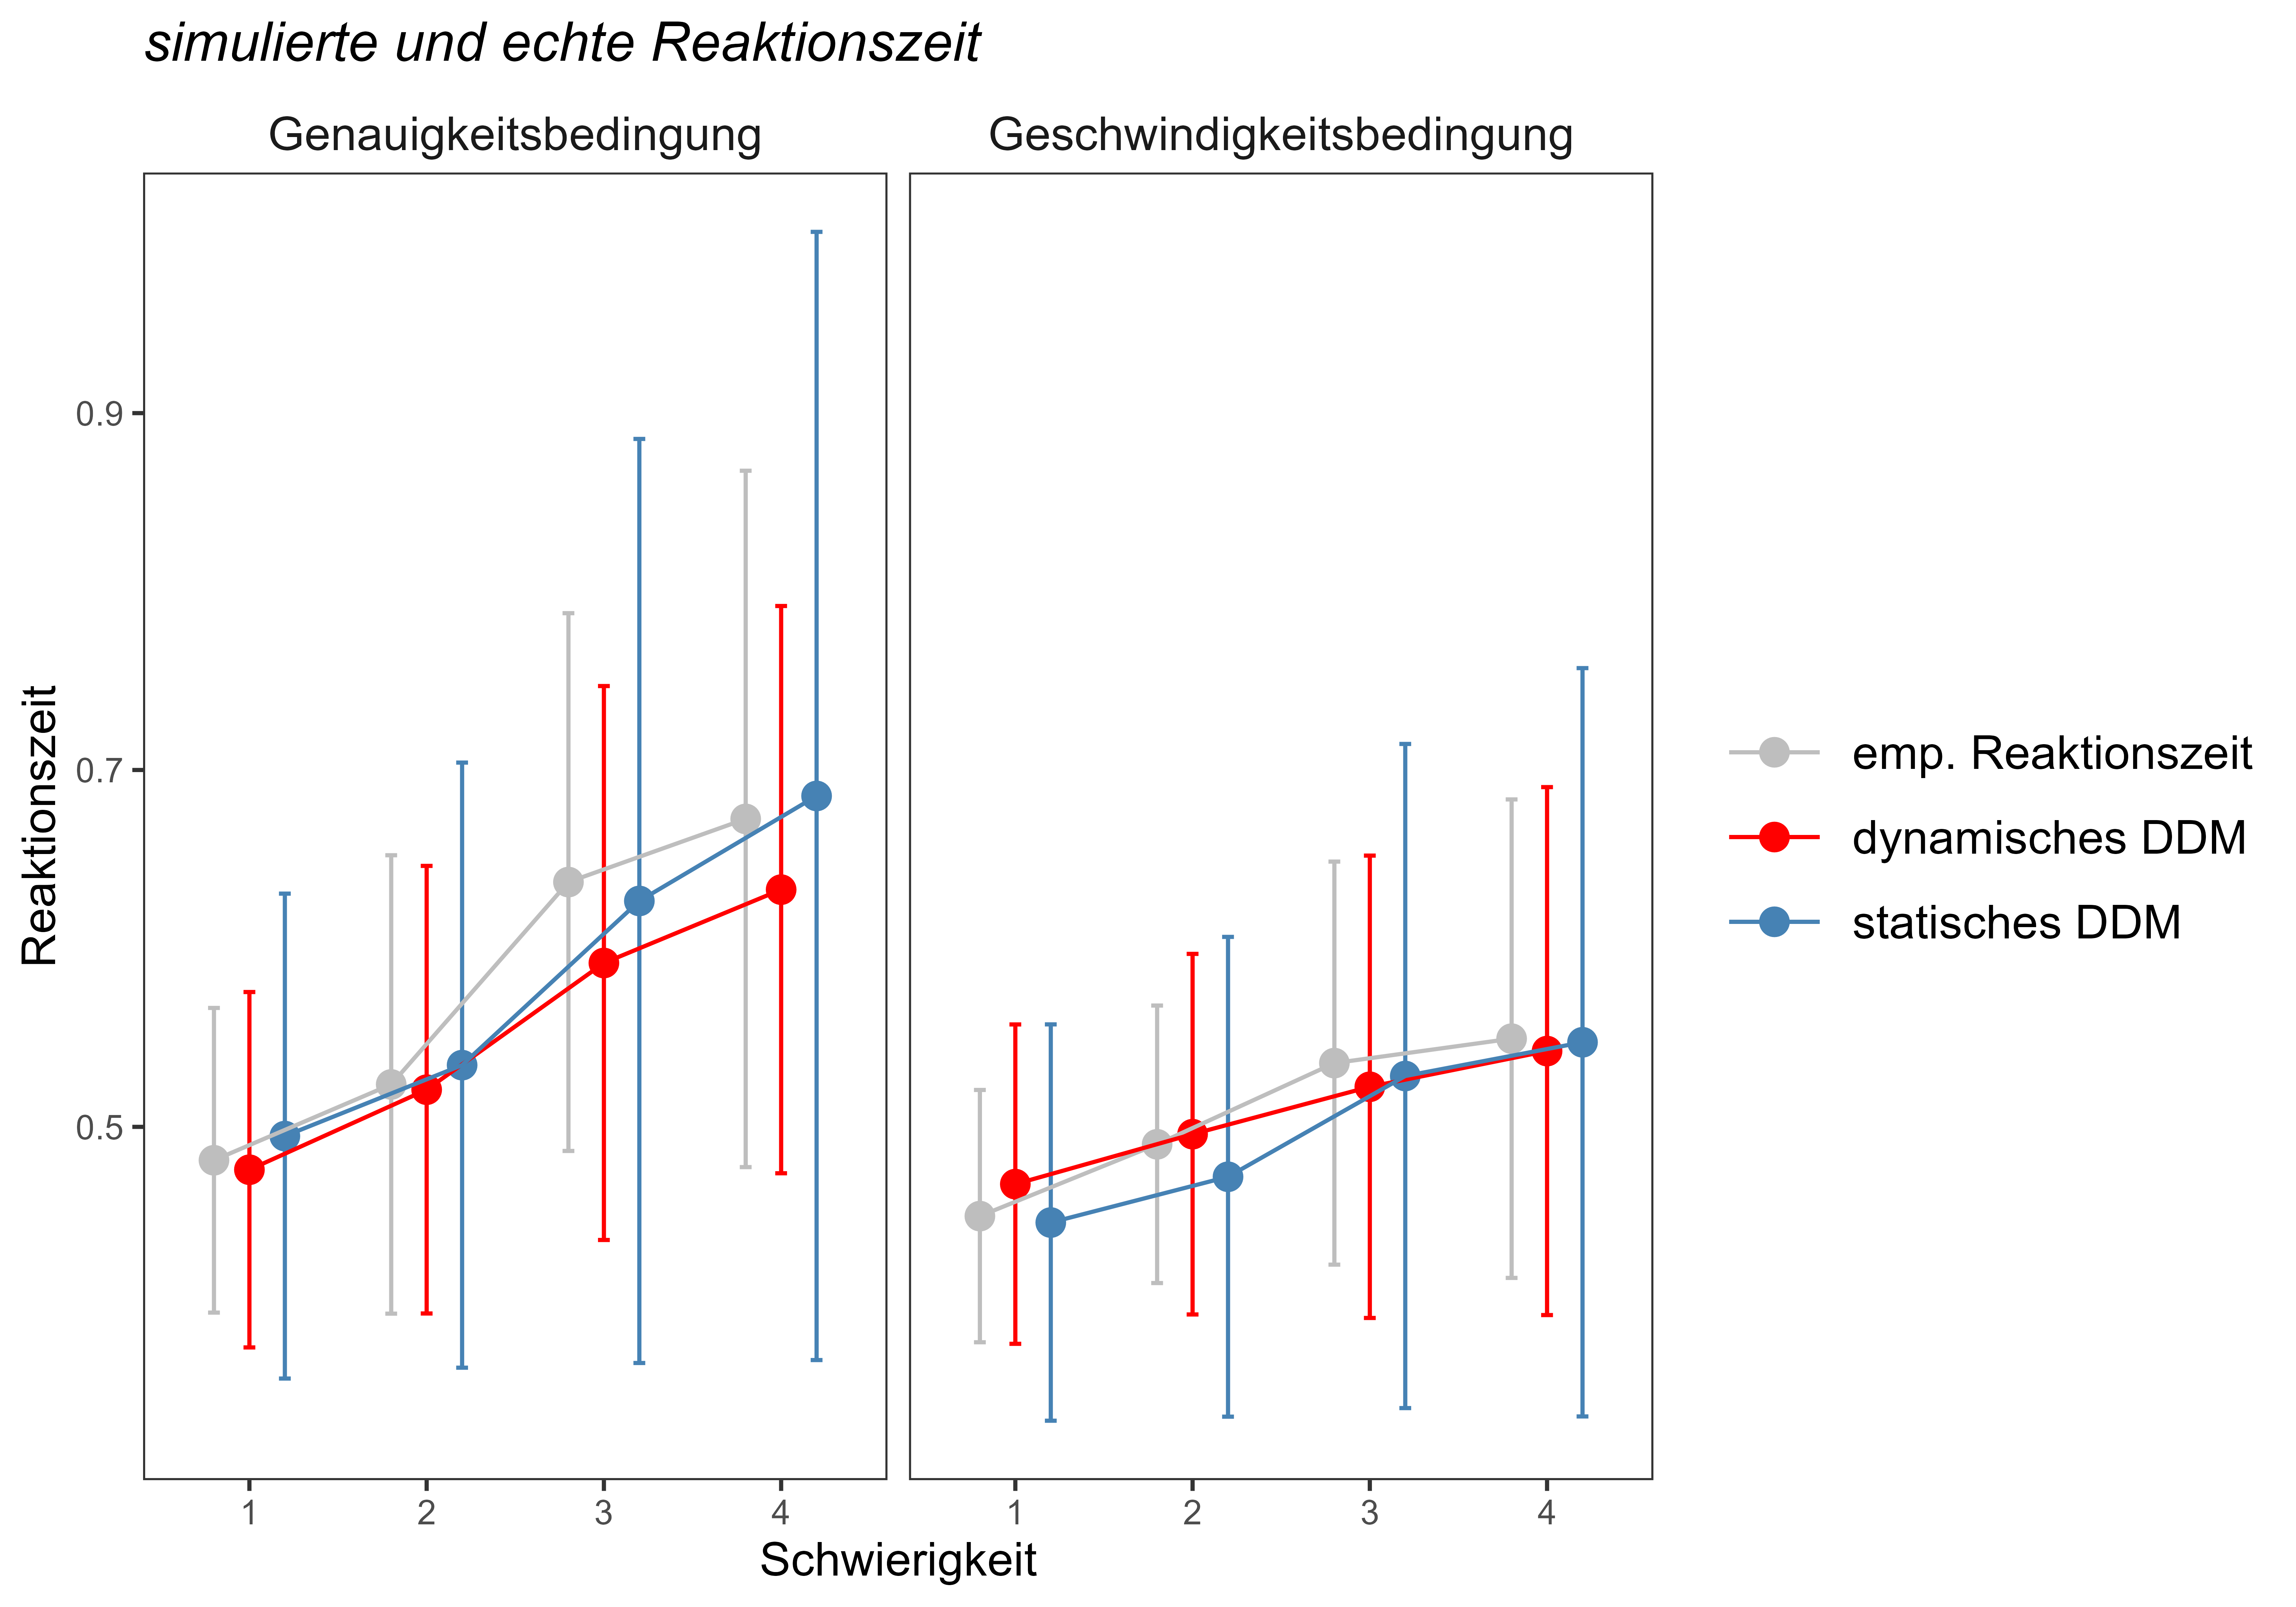 simulierte und echte Reaktionszeit
Genauigkeitsbedingung
Geschwindigkeitsbedingung
Reaktionszeit
0.9
0.7
0.5
1 2 3 4
1 2 3 4
Schwierigkeit
emp. Reaktionszeit
dynamisches DDM
statisches DDM